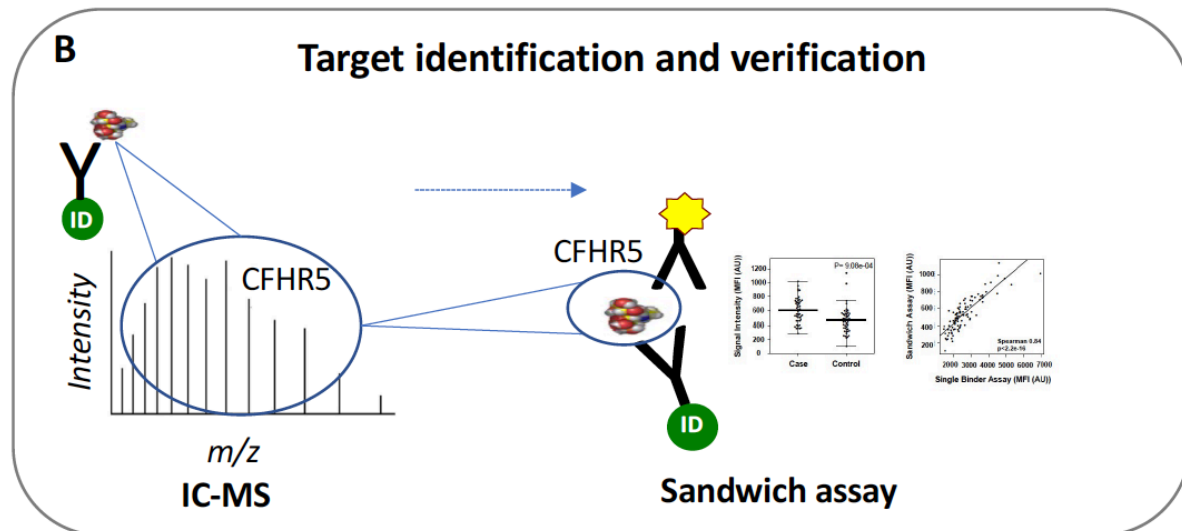 B
Target identification and verification
ID
Intensity
CFHR5
m/z
IC-MS
CFHR5
ID
Sandwich assay
Signal Intensity (MFI (AU))
1200
1000
800
600
400
200
0
P= 9.08e-04
Case Control
Sandwich Assay (MFI (AU))
1000
800
600
400
200
Spearman 0.84
p<2.2e-16
2000 3000 4000 5000 6000 7000
Single Binder Assay (MFI (AU))